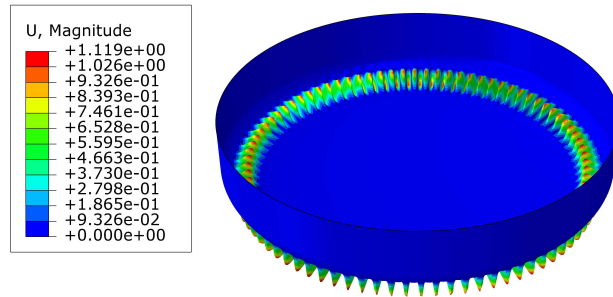 U, Magnitude
+1.119e+00
+1.026e+00
+9.326e-01
+8.393e-01
+7.461e-01
+6.528e-01
+5.595e-01
+4.663e-01
+3.730e-01
+2.798e-01
+1.865e-01
+9.326e-02
+0.000e+00